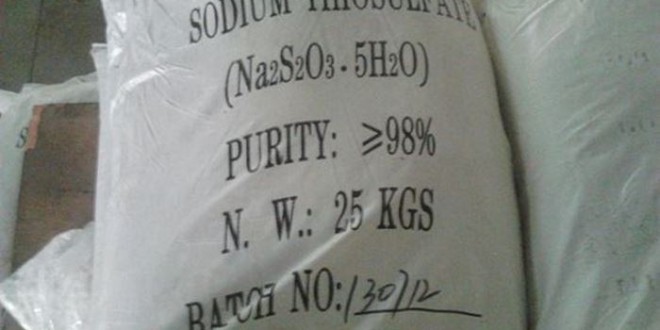 SODIUM THIOSULFATE
(Na2S2O3·5H2O)
PURITY: ≥98%
N. W.: 25 KGS
BATCH NO:130712